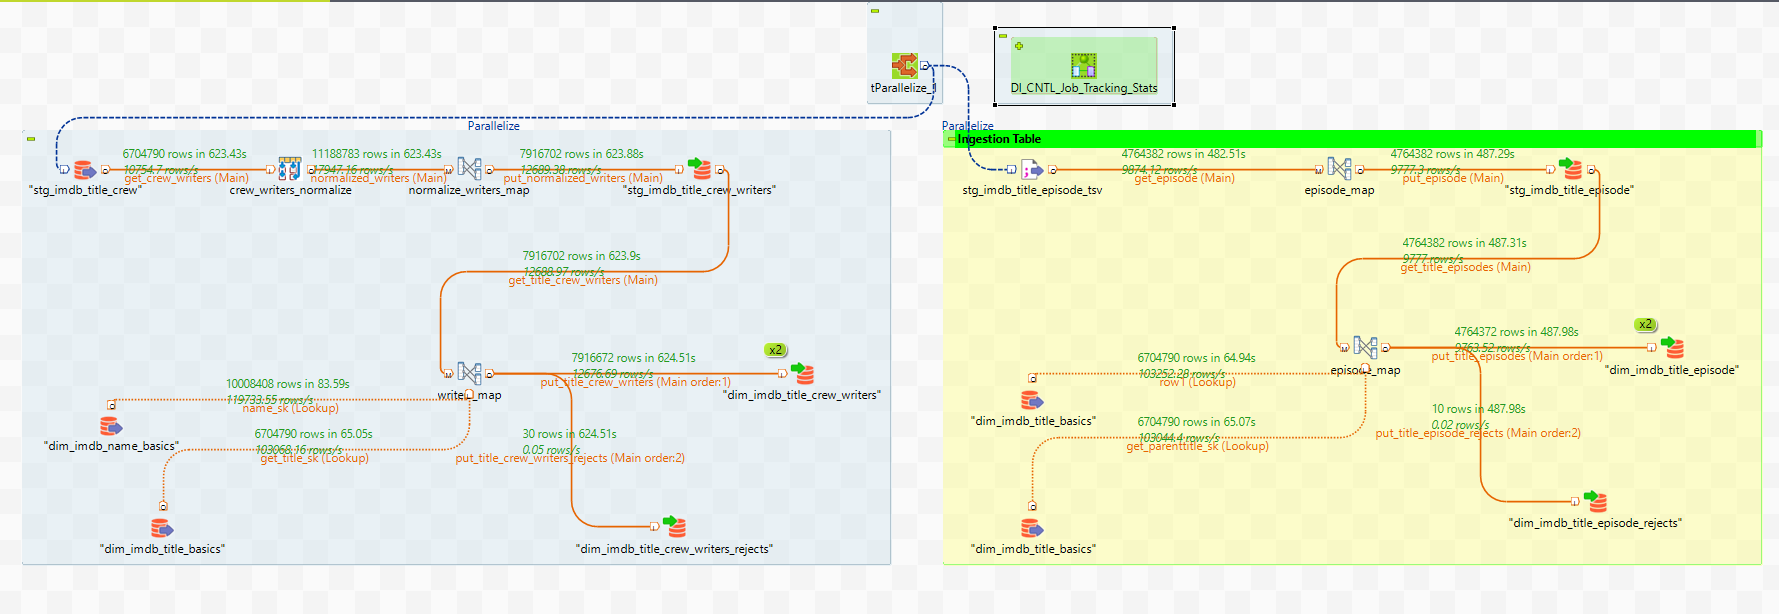 tParallelize_1
DI_CNTL_Job_Tracking_Stats
Parallelize
Parallelize
6704790 rows in 623.43s
10754.7 rows/s
get_crew_writers (Main)
11188783 rows in 623.43s
17947.16 rows/s
normalized_writers (Main)
7916702 rows in 623.88s
12689.38 rows/s
put_normalized_writers (Main)
"stg_imdb_title_crew"
crew_writers_normalize
normalize_writers_map
"stg_imdb_title_crew_writers"
7916702 rows in 623.9s
12688.97 rows/s
get_title_crew_writers (Main)
7916672 rows in 624.51s
12676.69 rows/s
put_title_crew_writers (Main order:1)
x2
"dim_imdb_title_crew_writers"
10008408 rows in 83.59s
119733.55 rows/s
name_sk (Lookup)
"dim_imdb_name_basics"
6704790 rows in 65.05s
103068.16 rows/s
get_title_sk (Lookup)
30 rows in 624.51s
0.05 rows/s
put_title_crew_writers_rejects (Main order:2)
"dim_imdb_title_basics"
"dim_imdb_title_crew_writers_rejects"
Ingestion Table
4764382 rows in 482.51s
9874.12 rows/s
get_episode (Main)
4764382 rows in 487.29s
9777.3 rows/s
put_episode (Main)
stg_imdb_title_episode_tsv
episode_map
"stg_imdb_title_episode"
4764382 rows in 487.31s
9777 rows/s
get_title_episodes (Main)
4764372 rows in 487.98s
9763.52 rows/s
put_title_episodes (Main order:1)
x2
"dim_imdb_title_episode"
6704790 rows in 64.94s
103252.28 rows/s
row1 (Lookup)
episode_map
"dim_imdb_title_basics"
6704790 rows in 65.07s
103044.4 rows/s
get_parenttitle_sk (Lookup)
10 rows in 487.98s
0.02 rows/s
put_title_episode_rejects (Main order:2)
"dim_imdb_title_basics"
"dim_imdb_title_episode_rejects"